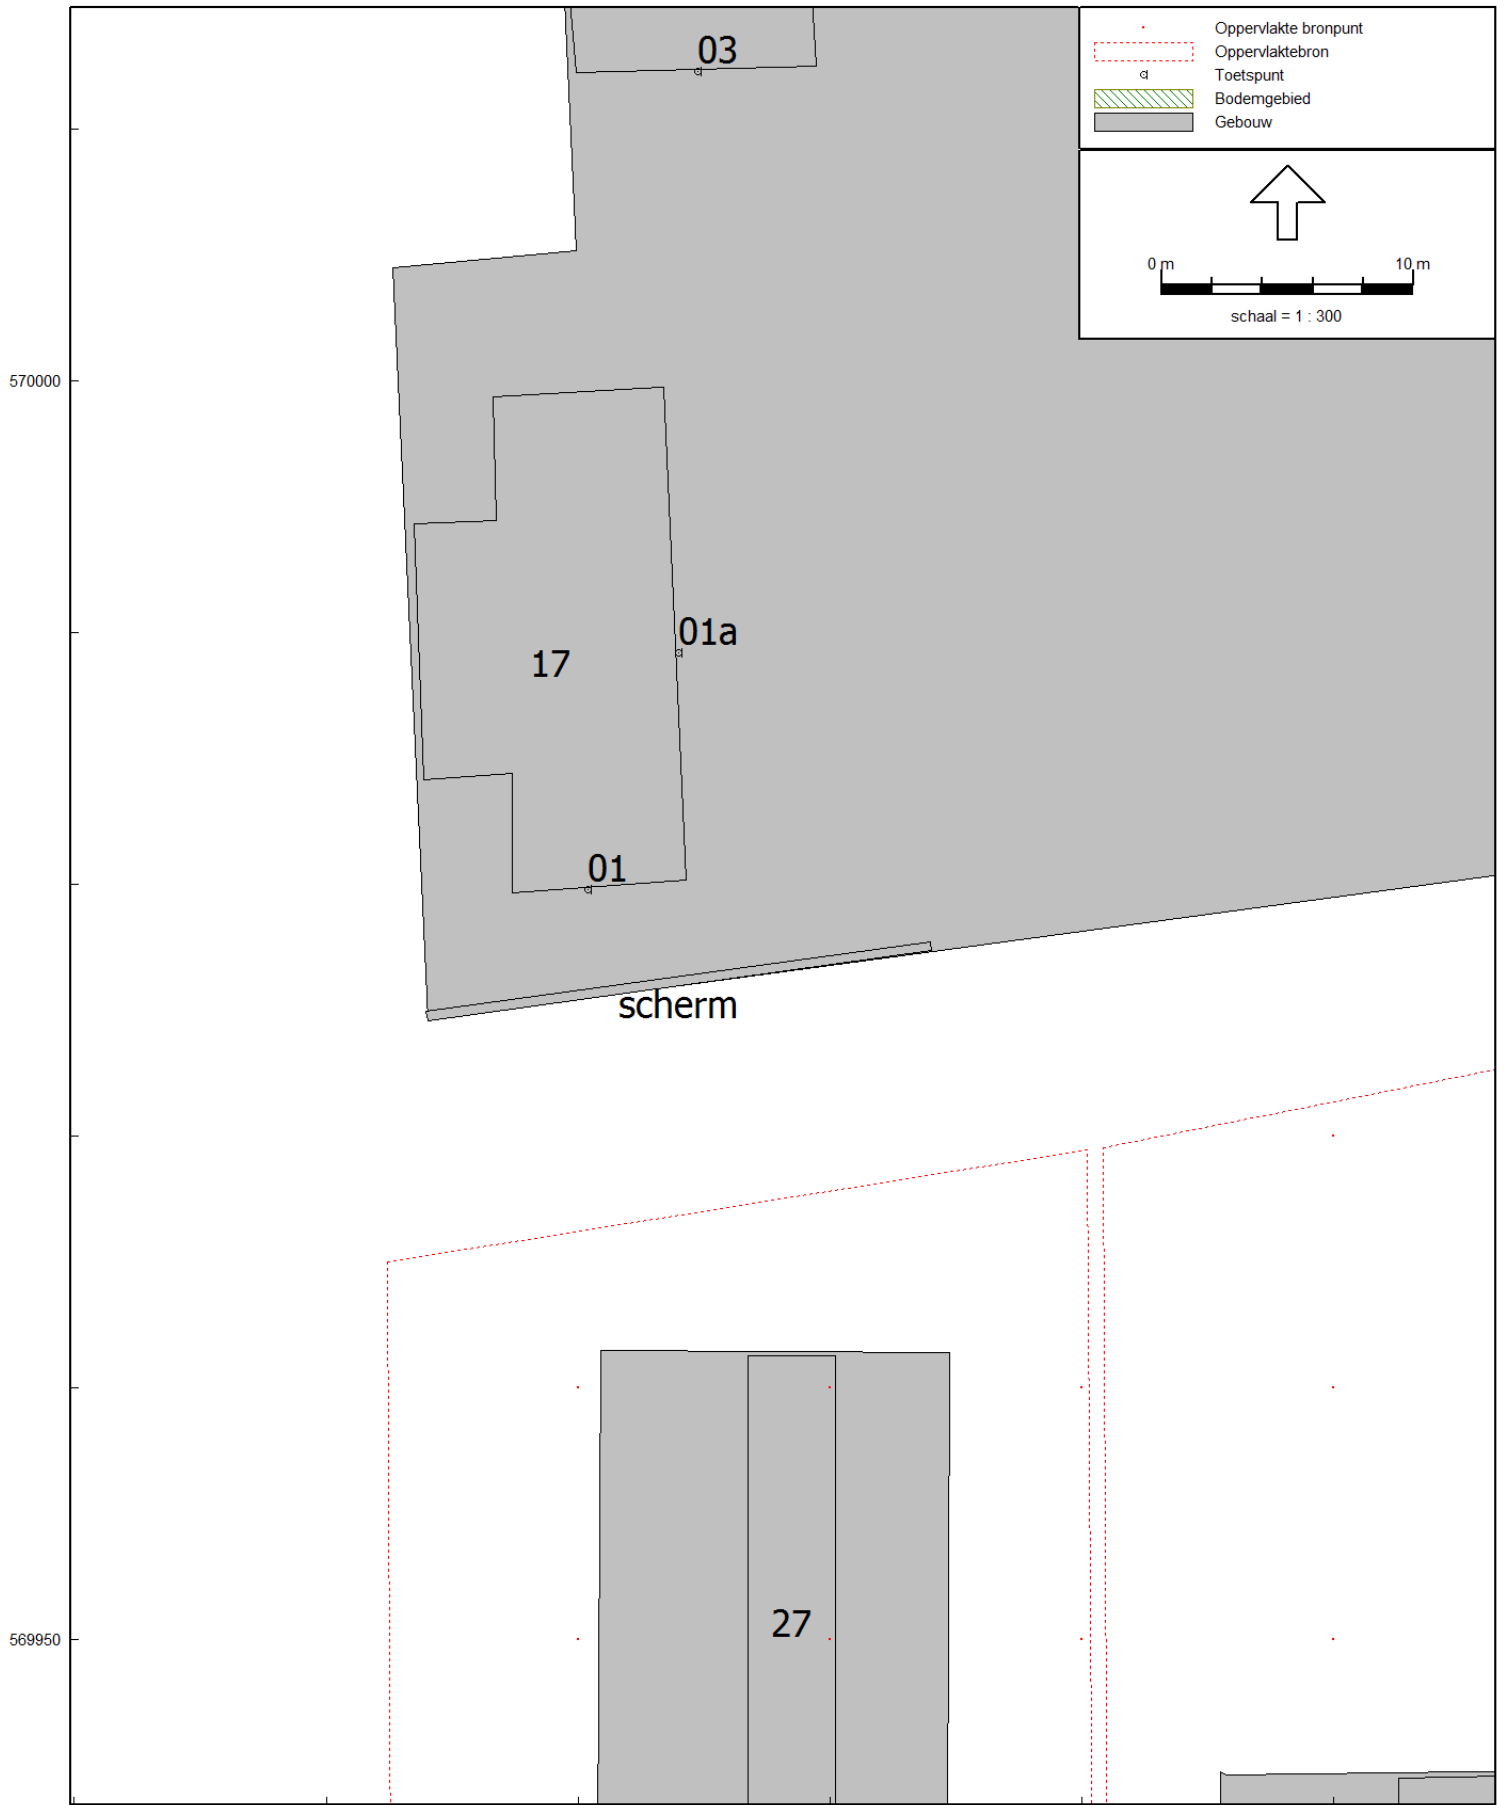 03
Oppervlakte bronpunt
Oppervlaktebron
Toetspunt
Bodemgebied
Gebouw
0 m 10 m
schaal = 1 : 300
570000
01a
17
01
scherm
27
569950